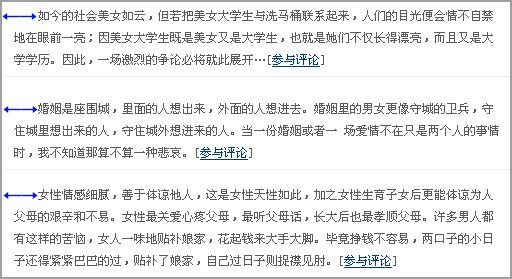 如今的社会美女如云，但若把美女大学生与洗马桶联系起来，人们的目光便会情不自禁
地在眼前一亮；因美女大学生既是美女又是大学生，也就是她们不仅长得漂亮，而且又是大
学学历。因此，一场激烈的争论必将就此展开…[参与评论]
婚姻是座围城，里面的人想出来，外面的人想进去。婚姻里的男女更像守城的卫兵，守
住城里想出来的人，守住城外想进来的人。当一份婚姻或者一 场爱情不在只是两个人的事情
时，我不知道那算不算一种悲哀。[参与评论]
女性情感细腻，善于体谅他人，这是女性天性如此，加之女性生育子女后更能体谅为人
父母的艰辛和不易。女性最关爱心疼父母，最听父母话，长大后也最孝顺父母。许多男人都
有这样的苦恼，女人一味地贴补娘家，花起钱来大手大脚。毕竟挣钱不容易，两口子的小日
子还得紧紧巴巴的过，贴补了娘家，自己过日子则捉襟见肘。[参与评论]